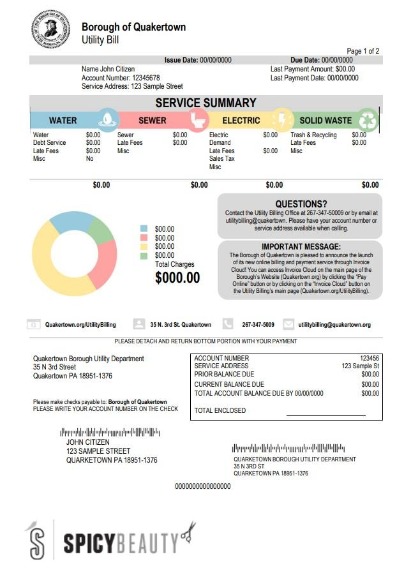 Borough of Quakertown
Utility Bill
Page 1 of 2
Issue Date: 00/00/0000 Due Date: 00/00/0000
Name John Citizen Last Payment Amount: $00.00
Account Number: 12345678 Last Payment Date: 00/00/0000
Service Address: 123 Sample Street
SERVICE SUMMARY
WATER SEWER ELECTRIC SOLID WASTE
Water $0.00 Sewer $0.00 Electric $0.00 Trash & Recycling $0.00
Debt Service $0.00 Late Fees $0.00 Demand Late Fees $0.00
Late Fees $0.00 Misc Late Fees $0.00 Misc
Misc No Sales Tax
Misc
$0.00 $0.00 $0.00 $0.00
QUESTIONS?
Contact the Utility Billing Office at 267-347-50009 or by email at
utilitybilling@quakertown. Please have your account number or
service address available when calling.
$00.00
$00.00
$00.00
$00.00
Total Charges
$000.00
IMPORTANT MESSAGE:
The Borough of Quakertown is pleased to announce the
launch of its new online billing and payment service through Invoice
Cloud! You can access Invoice Cloud on the main page of the
Borough's Website (Quakertown.org) by clicking the "Pay
Online" button or by clicking on the "Invoice Cloud" button on
the Utility Billing's main page (Quakertown.org/UtilityBilling).
Quakertown.org/UtilityBilling 35 N. 3rd St. Quakertown 267-347-5009 utilitybilling@quakertown.org
PLEASE DETACH AND RETURN BOTTOM PORTION WITH YOUR PAYMENT
Quakertown Borough Utility Department
35 N 3rd Street
Quakertown PA 18951-1376
ACCOUNT NUMBER 123456
SERVICE ADDRESS 123 Sample St
PRIOR BALANCE DUE $00.00
CURRENT BALANCE DUE $00.00
TOTAL ACCOUNT BALANCE DUE BY 00/00/0000 $00.00
TOTAL ENCLOSED
Please make checks payable to: Borough of Quakertown
PLEASE WRITE YOUR ACCOUNT NUMBER ON THE CHECK
JOHN CITIZEN
123 SAMPLE STREET
QUARKETOWN PA 18951-1376
QUARKERTOWN BOROUGH UTILITY DEPARTMENT
35 N 3RD ST
QUARKERTOWN PA 18951-1376
0000000000000000
SPICYBEAUTY